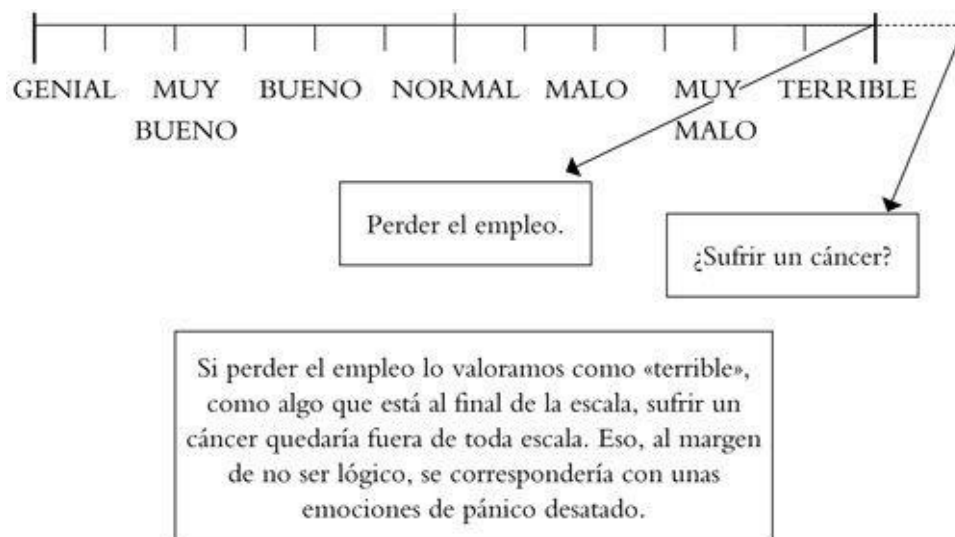 GENIAL MUY BUENO NORMAL MALO MUY TERRIBLE
BUENO MALO
Perder el empleo.
¿Sufrir un cáncer?
Si perder el empleo lo valoramos como «terrible»,
como algo que está al final de la escala, sufrir un
cáncer quedaría fuera de toda escala. Eso, al margen
de no ser lógico, se correspondería con unas
emociones de pánico desatado.